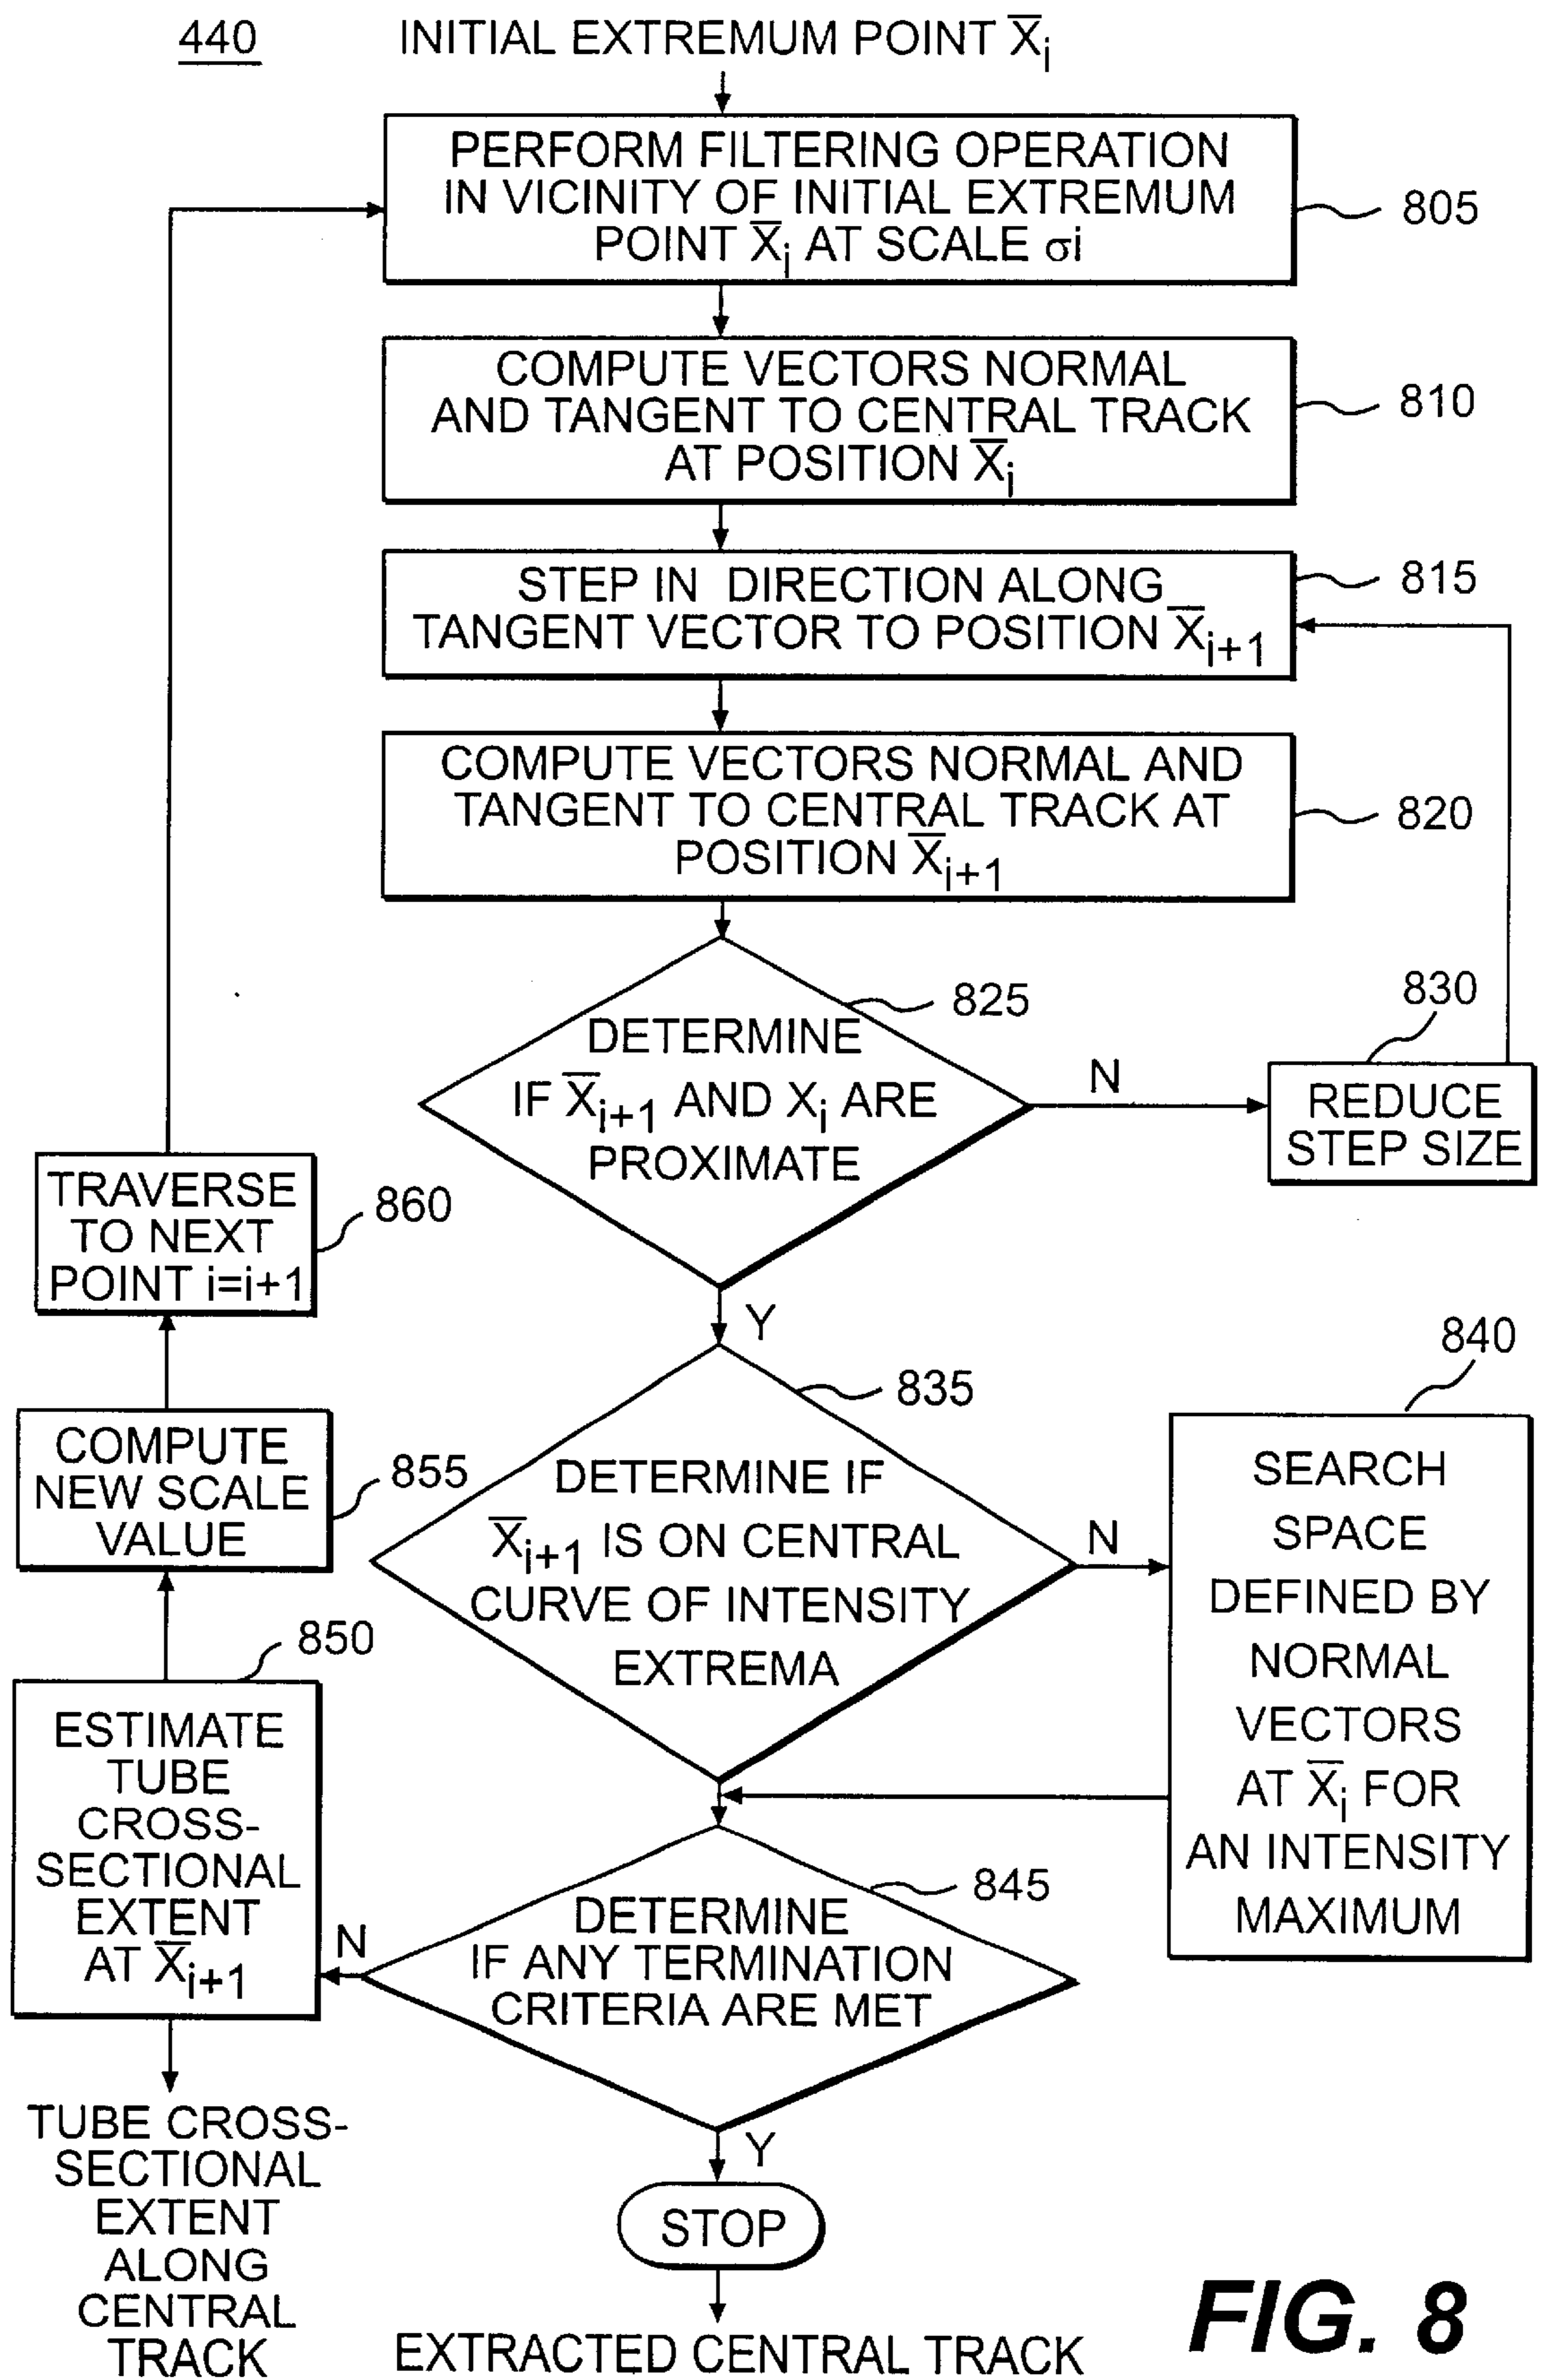 440
INITIAL EXTREMUM POINT X̅i
PERFORM FILTERING OPERATION
IN VICINITY OF INITIAL EXTREMUM
POINT X̅i AT SCALE σi
805
COMPUTE VECTORS NORMAL
AND TANGENT TO CENTRAL TRACK
AT POSITION X̅i
810
STEP IN DIRECTION ALONG
TANGENT VECTOR TO POSITION X̅i+1
815
COMPUTE VECTORS NORMAL AND
TANGENT TO CENTRAL TRACK AT
POSITION X̅i+1
820
825
DETERMINE
IF X̅i+1 AND Xi ARE
PROXIMATE
N
830
REDUCE
STEP SIZE
Y
835
DETERMINE IF
X̅i+1 IS ON CENTRAL
CURVE OF INTENSITY
EXTREMA
N
840
SEARCH
SPACE
DEFINED BY
NORMAL
VECTORS
AT X̅i FOR
AN INTENSITY
MAXIMUM
845
DETERMINE
IF ANY TERMINATION
CRITERIA ARE MET
N
Y
STOP
EXTRACTED CENTRAL TRACK
850
ESTIMATE
TUBE
CROSS-
SECTIONAL
EXTENT
AT X̅i+1
TUBE CROSS-
SECTIONAL
EXTENT
ALONG
CENTRAL
TRACK
855
COMPUTE
NEW SCALE
VALUE
860
TRAVERSE
TO NEXT
POINT i=i+1
FIG. 8